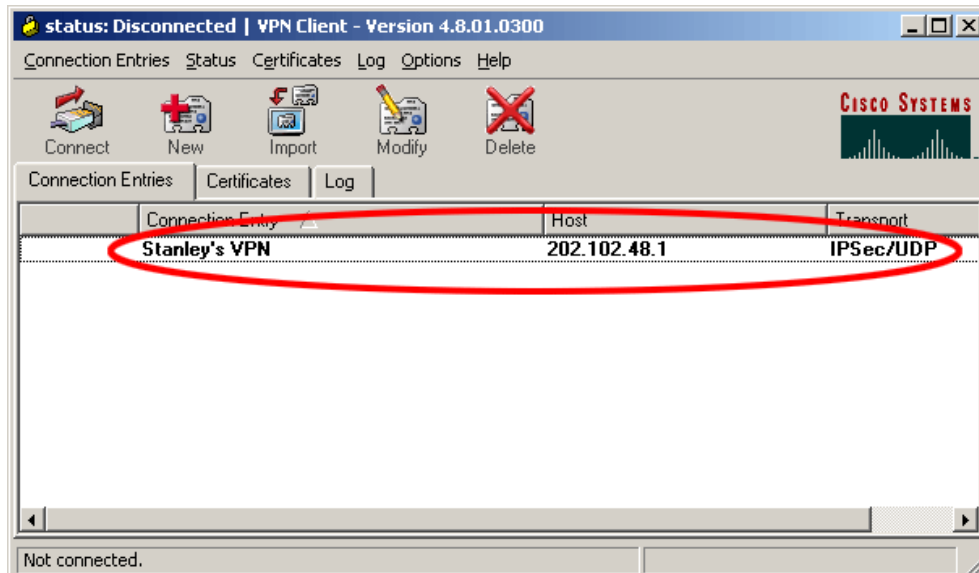 status: Disconnected | VPN Client - Version 4.8.01.0300
Connection Entries Status Certificates Log Options Help
Connect New Import Modify Delete
CISCO SYSTEMS
Connection Entries Certificates Log
Connection Entry Host Transport
Stanley's VPN 202.102.48.1 IPSec/UDP
Not connected.